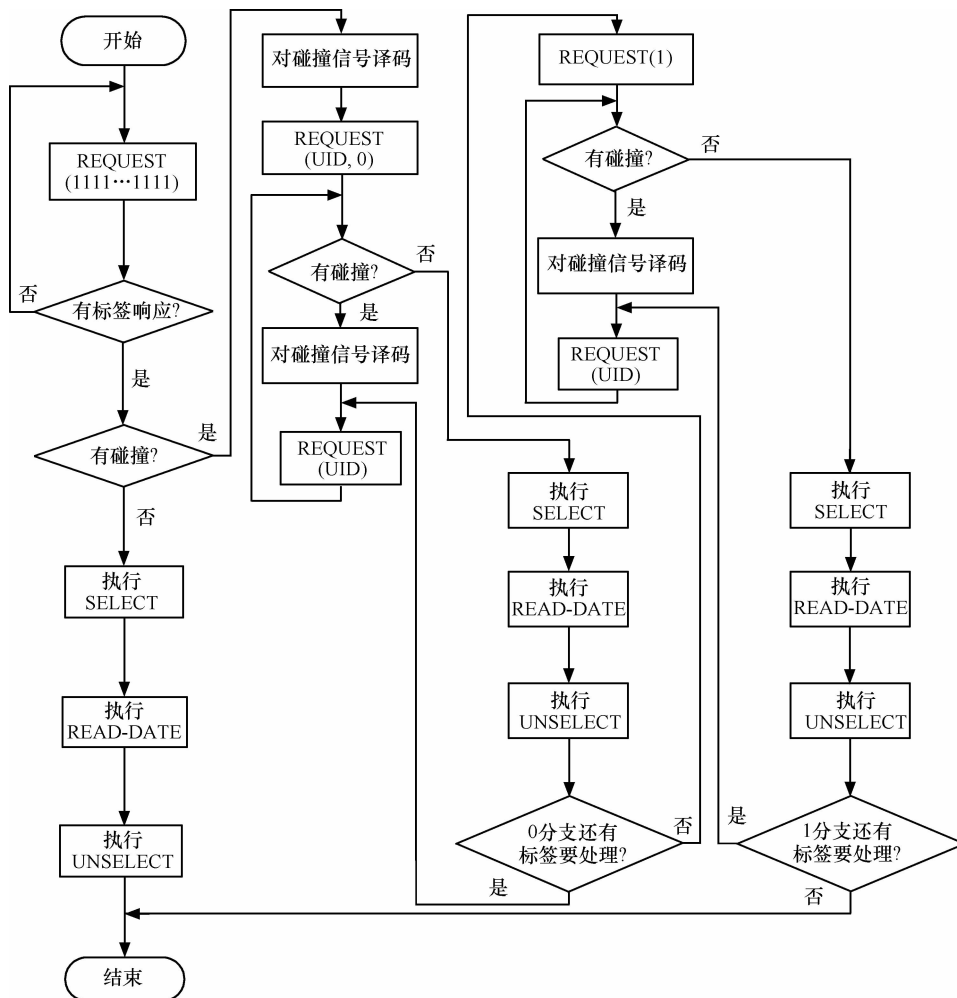 开始
REQUEST
(1111…1111)
有标签响应?
否
是
有碰撞?
是
否
执行
SELECT
执行
READ-DATE
执行
UNSELECT
结束
对碰撞信号译码
REQUEST
(UID, 0)
有碰撞?
否
是
对碰撞信号译码
REQUEST
(UID)
执行
SELECT
执行
READ-DATE
执行
UNSELECT
0分支还有
标签要处理?
否
是
REQUEST(1)
有碰撞?
否
是
对碰撞信号译码
REQUEST
(UID)
执行
SELECT
执行
READ-DATE
执行
UNSELECT
1分支还有
标签要处理?
是
否